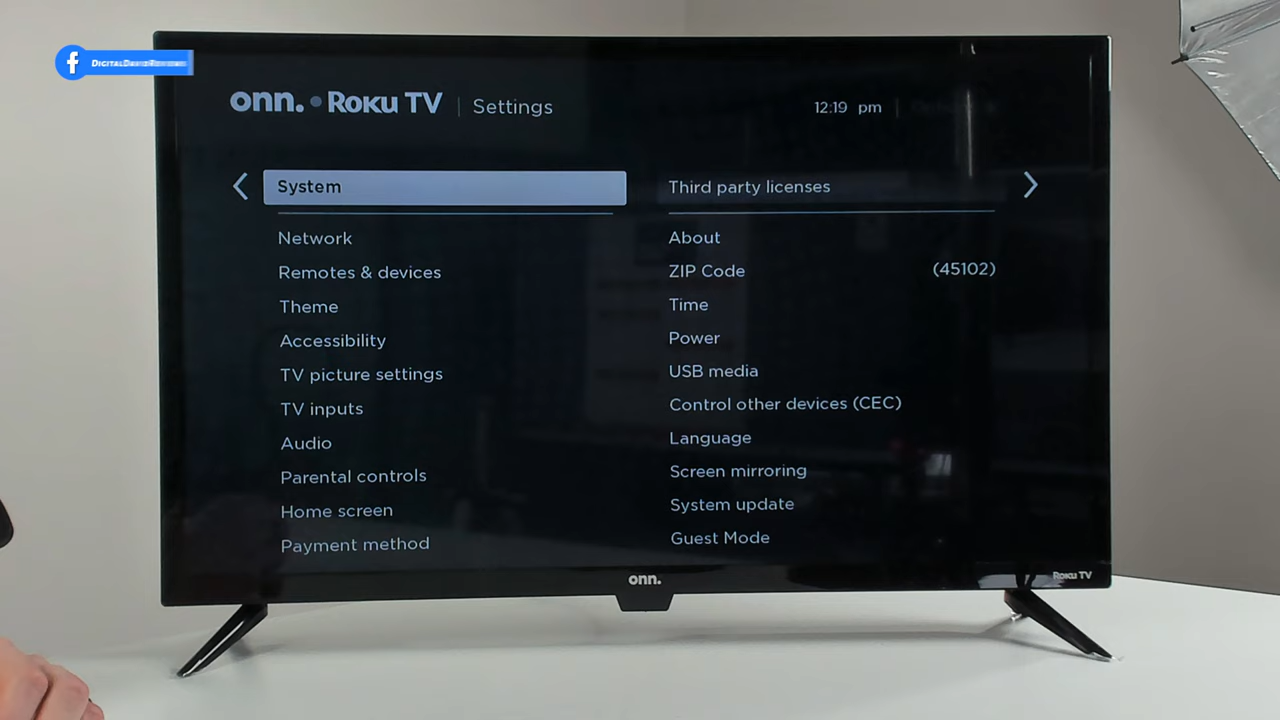 onn. • Roku TV | Settings
12:19 pm |
System
Network
Remotes & devices
Theme
Accessibility
TV picture settings
TV inputs
Audio
Parental controls
Home screen
Payment method
Third party licenses
About
ZIP Code (45102)
Time
Power
USB media
Control other devices (CEC)
Language
Screen mirroring
System update
Guest Mode
onn.
Roku TV